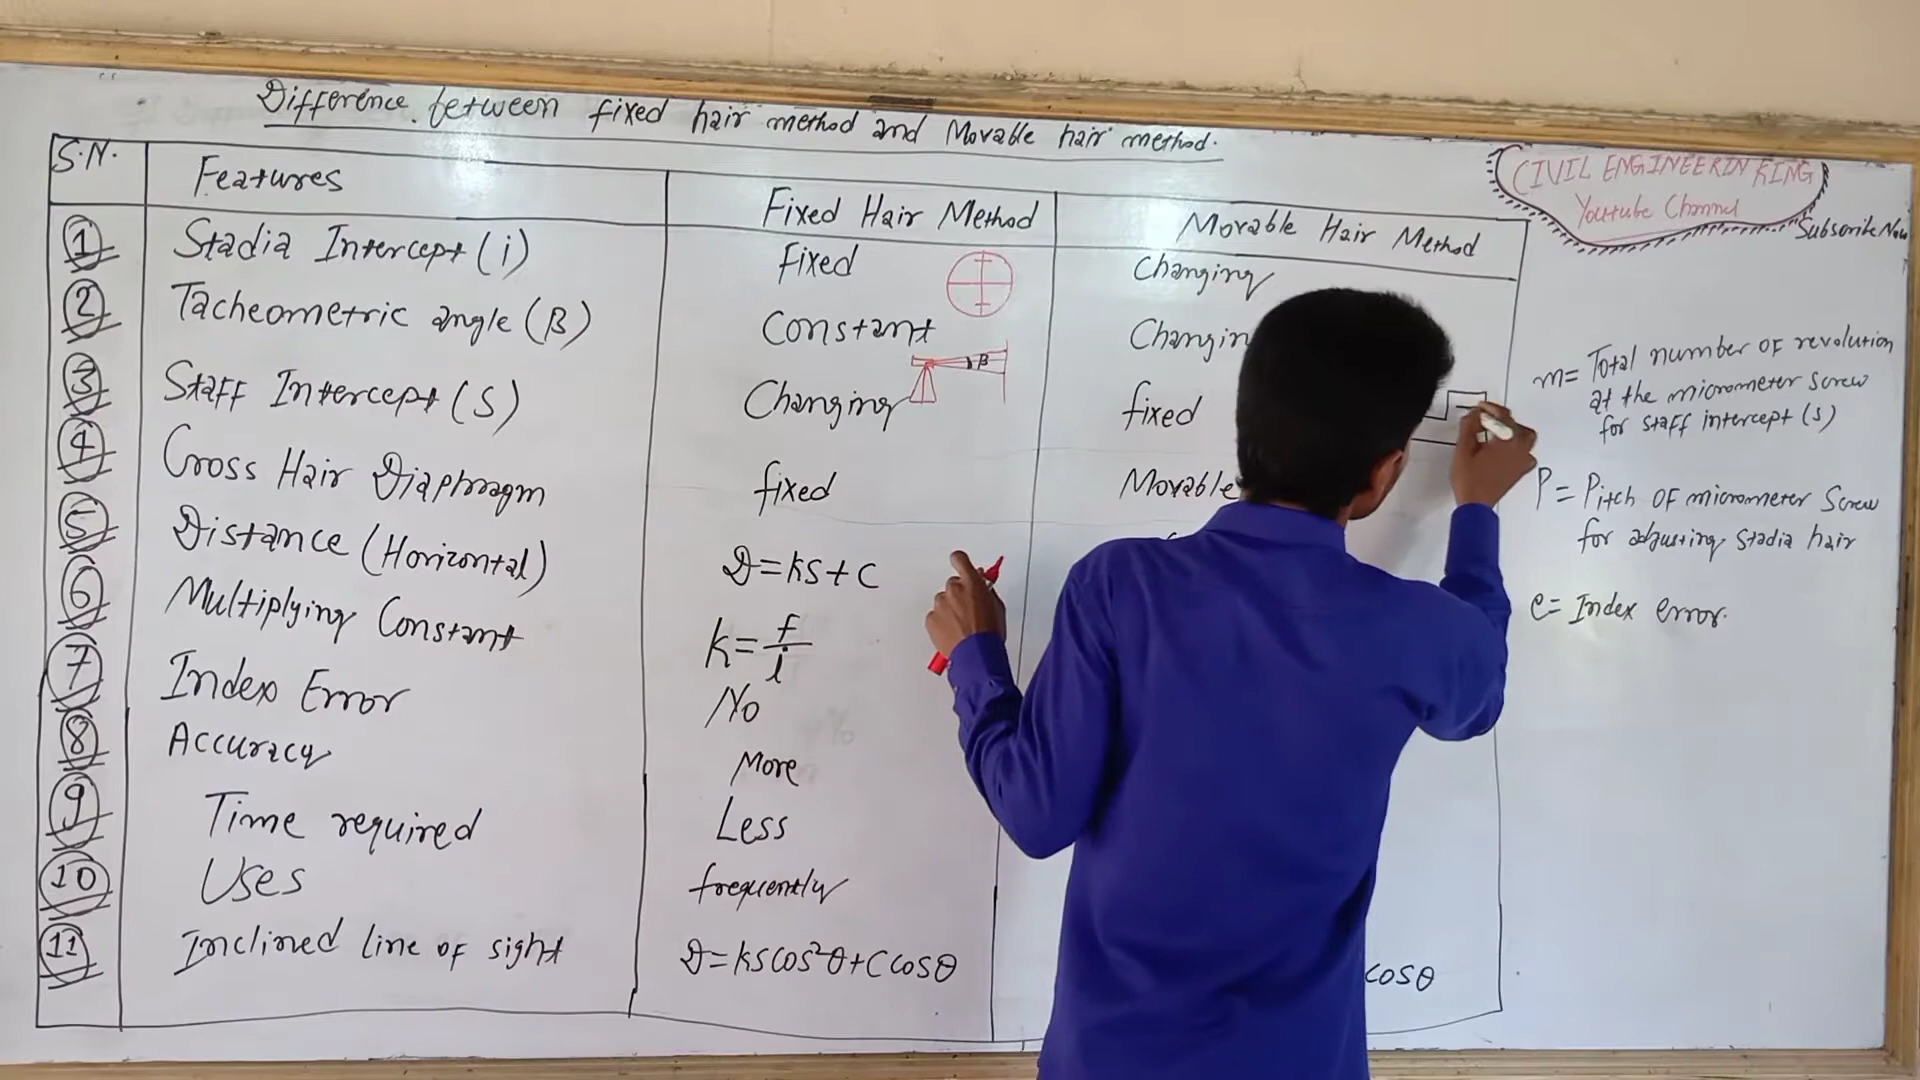 Difference between fixed hair method and Movable hair method.
S.N. Features Fixed Hair Method Movable Hair Method
1 Stadia Intercept (i) fixed Changing
2 Tacheometric angle (β) Constant Changin
β
3 Staff Intercept (S) Changing fixed
4 Cross Hair Diaphragm fixed Movable
5 Distance (Horizontal) D=KS+C
6 Multiplying Constant K=f/i
7 Index Error No
8 Accuracy More
9 Time required Less
10 Uses frequently
11 Inclined line of sight D=KScos²θ+Ccosθ cosθ
CIVIL ENGINEERIN KING
Youtube Channel
Subscribe Now
m= Total number of revolution
at the micrometer screw
for staff intercept (s)
P= Pitch of micrometer Screw
for adjusting stadia hair
e= Index error.